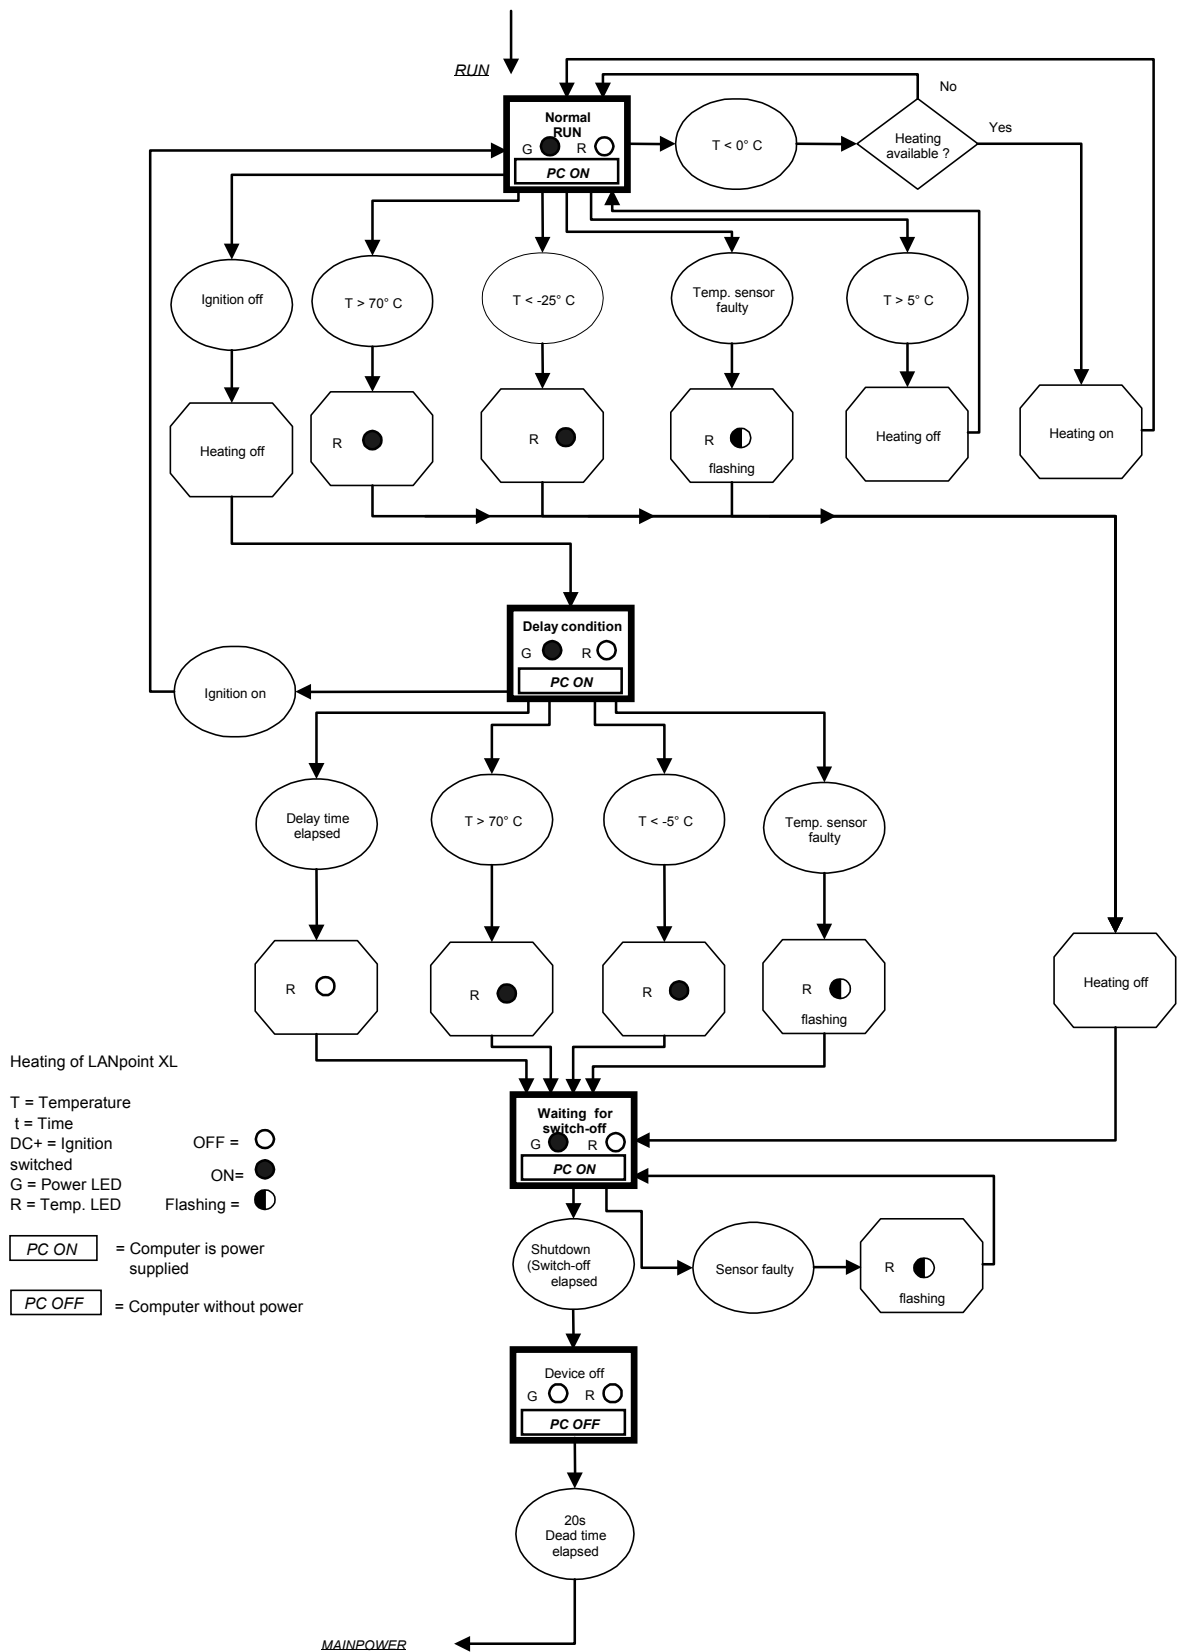 RUN
Normal
RUN
G R
PC ON
T < 0° C
Heating
available ?
No
Yes
Ignition off
T > 70° C
T < -25° C
Temp. sensor
faulty
T > 5° C
Heating off
R
R
R
flashing
Heating off
Heating on
Delay condition
G R
PC ON
Ignition on
Delay time
elapsed
T > 70° C
T < -5° C
Temp. sensor
faulty
R
R
R
R
flashing
Heating off
Heating of LANpoint XL
T = Temperature
t = Time
DC+ = Ignition
switched
G = Power LED
R = Temp. LED
OFF =
ON=
Flashing =
PC ON = Computer is power
supplied
PC OFF = Computer without power
Waiting for
switch-off
G R
PC ON
Shutdown
(Switch-off
elapsed
Sensor faulty
R
flashing
Device off
G R
PC OFF
20s
Dead time
elapsed
MAINPOWER